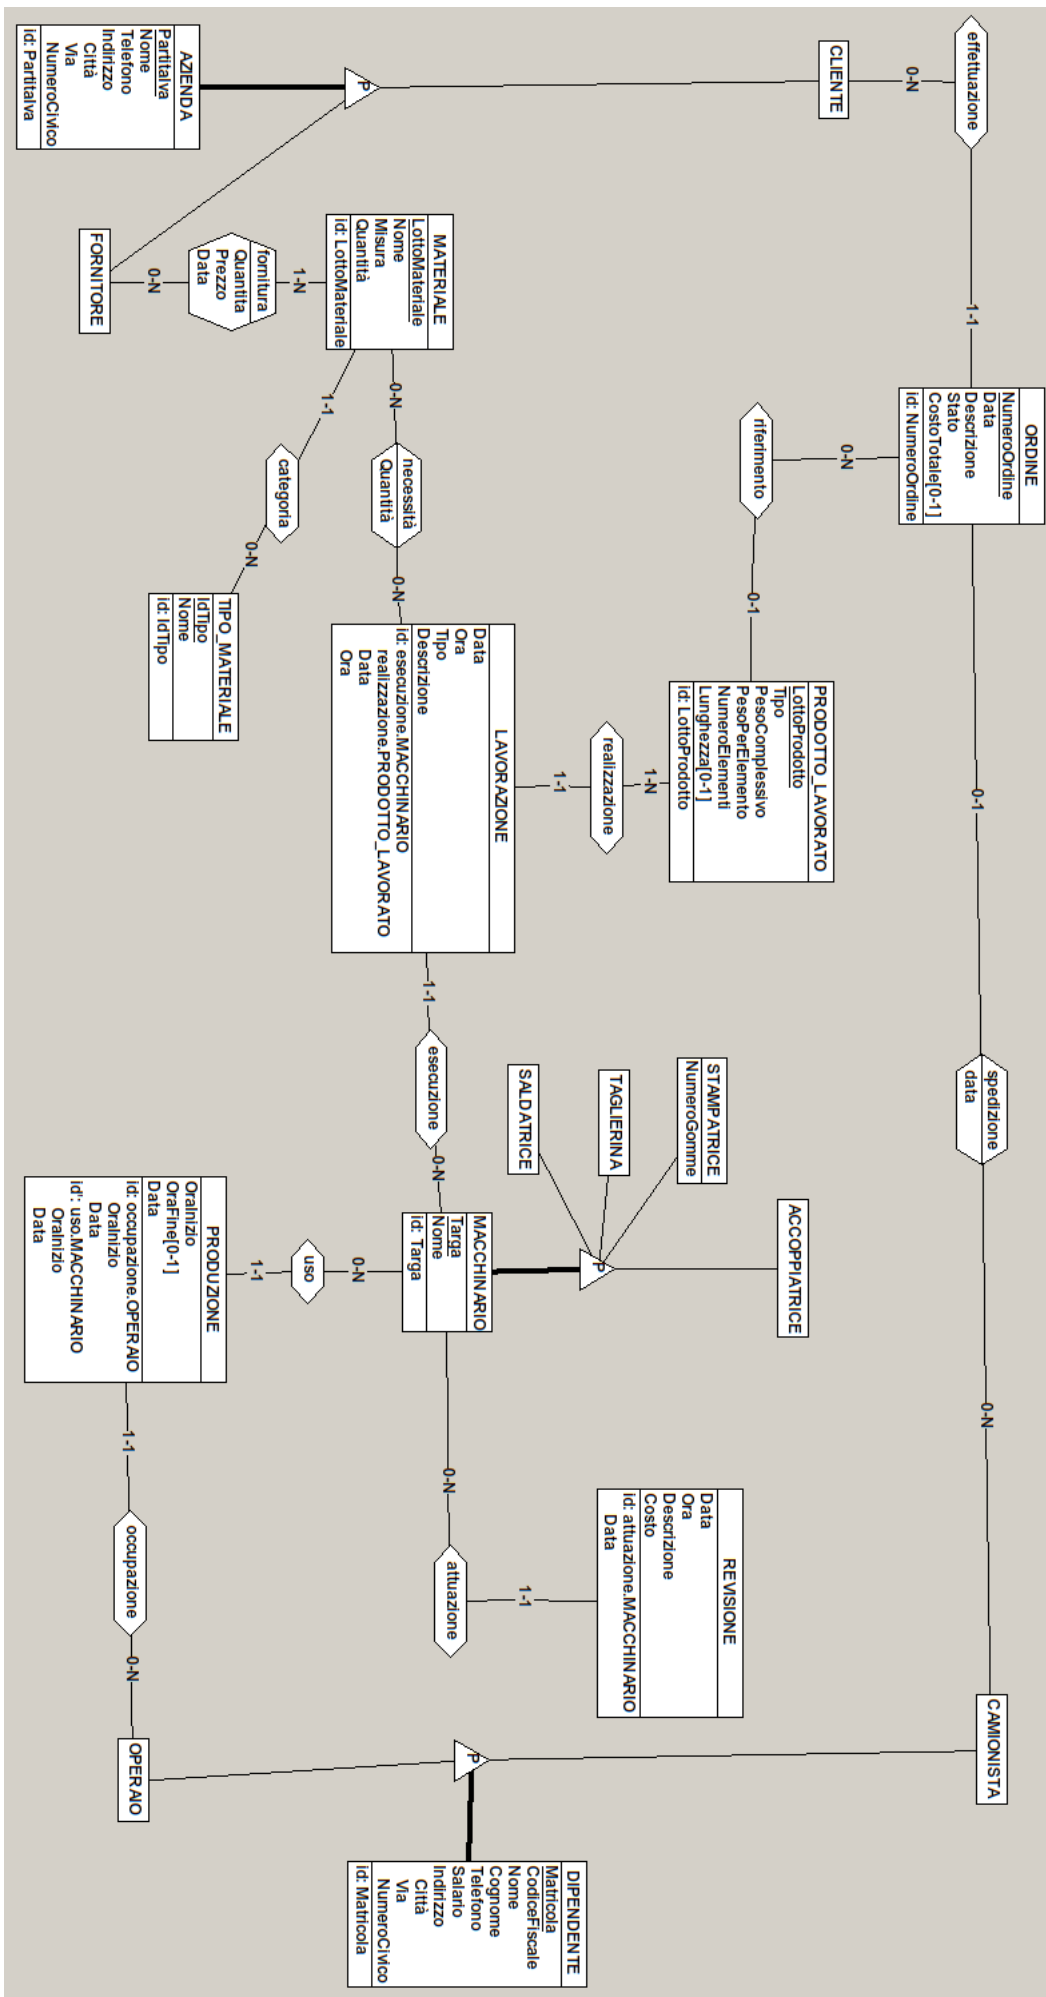 effettuazione
0-N
1-1
CLIENTE
ORDINE
NumeroOrdine
Data
Descrizione
Stato
CostoTotale[0-1]
id: NumeroOrdine
0-1
spedizione
data
0-N
CAMIONISTA
0-N
riferimento
0-1
PRODOTTO_LAVORATO
LottoProdotto
Tipo
PesoComplessivo
PesoPerElemento
NumeroElementi
Lunghezza[0-1]
id: LottoProdotto
1-N
realizzazione
1-1
ACCOPPIATRICE
STAMPATRICE
NumeroGomme
TAGLIERINA
SALDATRICE
P
REVISIONE
Data
Ora
Descrizione
Costo
id: attuazione.MACCHINARIO
Data
1-1
attuazione
0-N
P
DIPENDENTE
Matricola
CodiceFiscale
Nome
Cognome
Telefono
Salario
Indirizzo
Città
Via
NumeroCivico
id: Matricola
P
AZIENDA
PartitaIva
Nome
Telefono
Indirizzo
Città
Via
NumeroCivico
id: PartitaIva
MATERIALE
LottoMateriale
Nome
Misura
Quantità
id: LottoMateriale
0-N
necessità
Quantità
0-N
LAVORAZIONE
Data
Ora
Tipo
Descrizione
id: esecuzione.MACCHINARIO
realizzazione.PRODOTTO_LAVORATO
Data
Ora
1-1
esecuzione
0-N
MACCHINARIO
Targa
Nome
id: Targa
1-N
fornitura
Quantita
Prezzo
Data
0-N
FORNITORE
1-1
categoria
0-N
TIPO_MATERIALE
IdTipo
Nome
id: IdTipo
0-N
uso
1-1
PRODUZIONE
OraInizio
OraFine[0-1]
Data
id: occupazione.OPERAIO
OraInizio
Data
id': uso.MACCHINARIO
OraInizio
Data
1-1
occupazione
0-N
OPERAIO